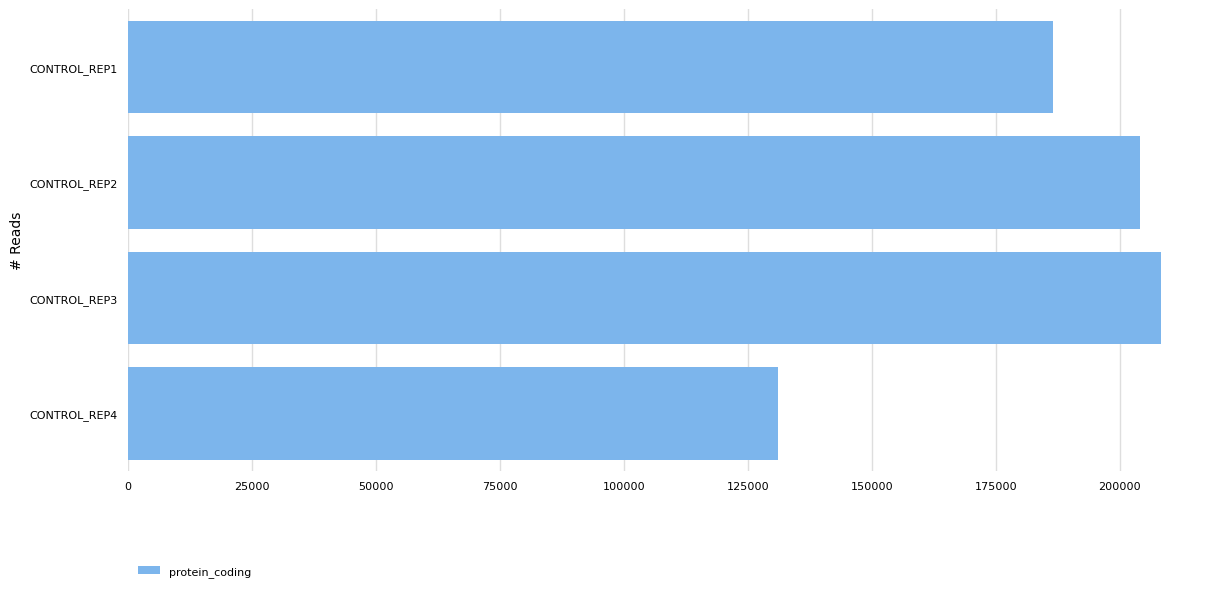 CONTROL_REP1
CONTROL_REP2
# Reads
CONTROL_REP3
CONTROL_REP4
0 25000 50000 75000 100000 125000 150000 175000 200000
protein_coding